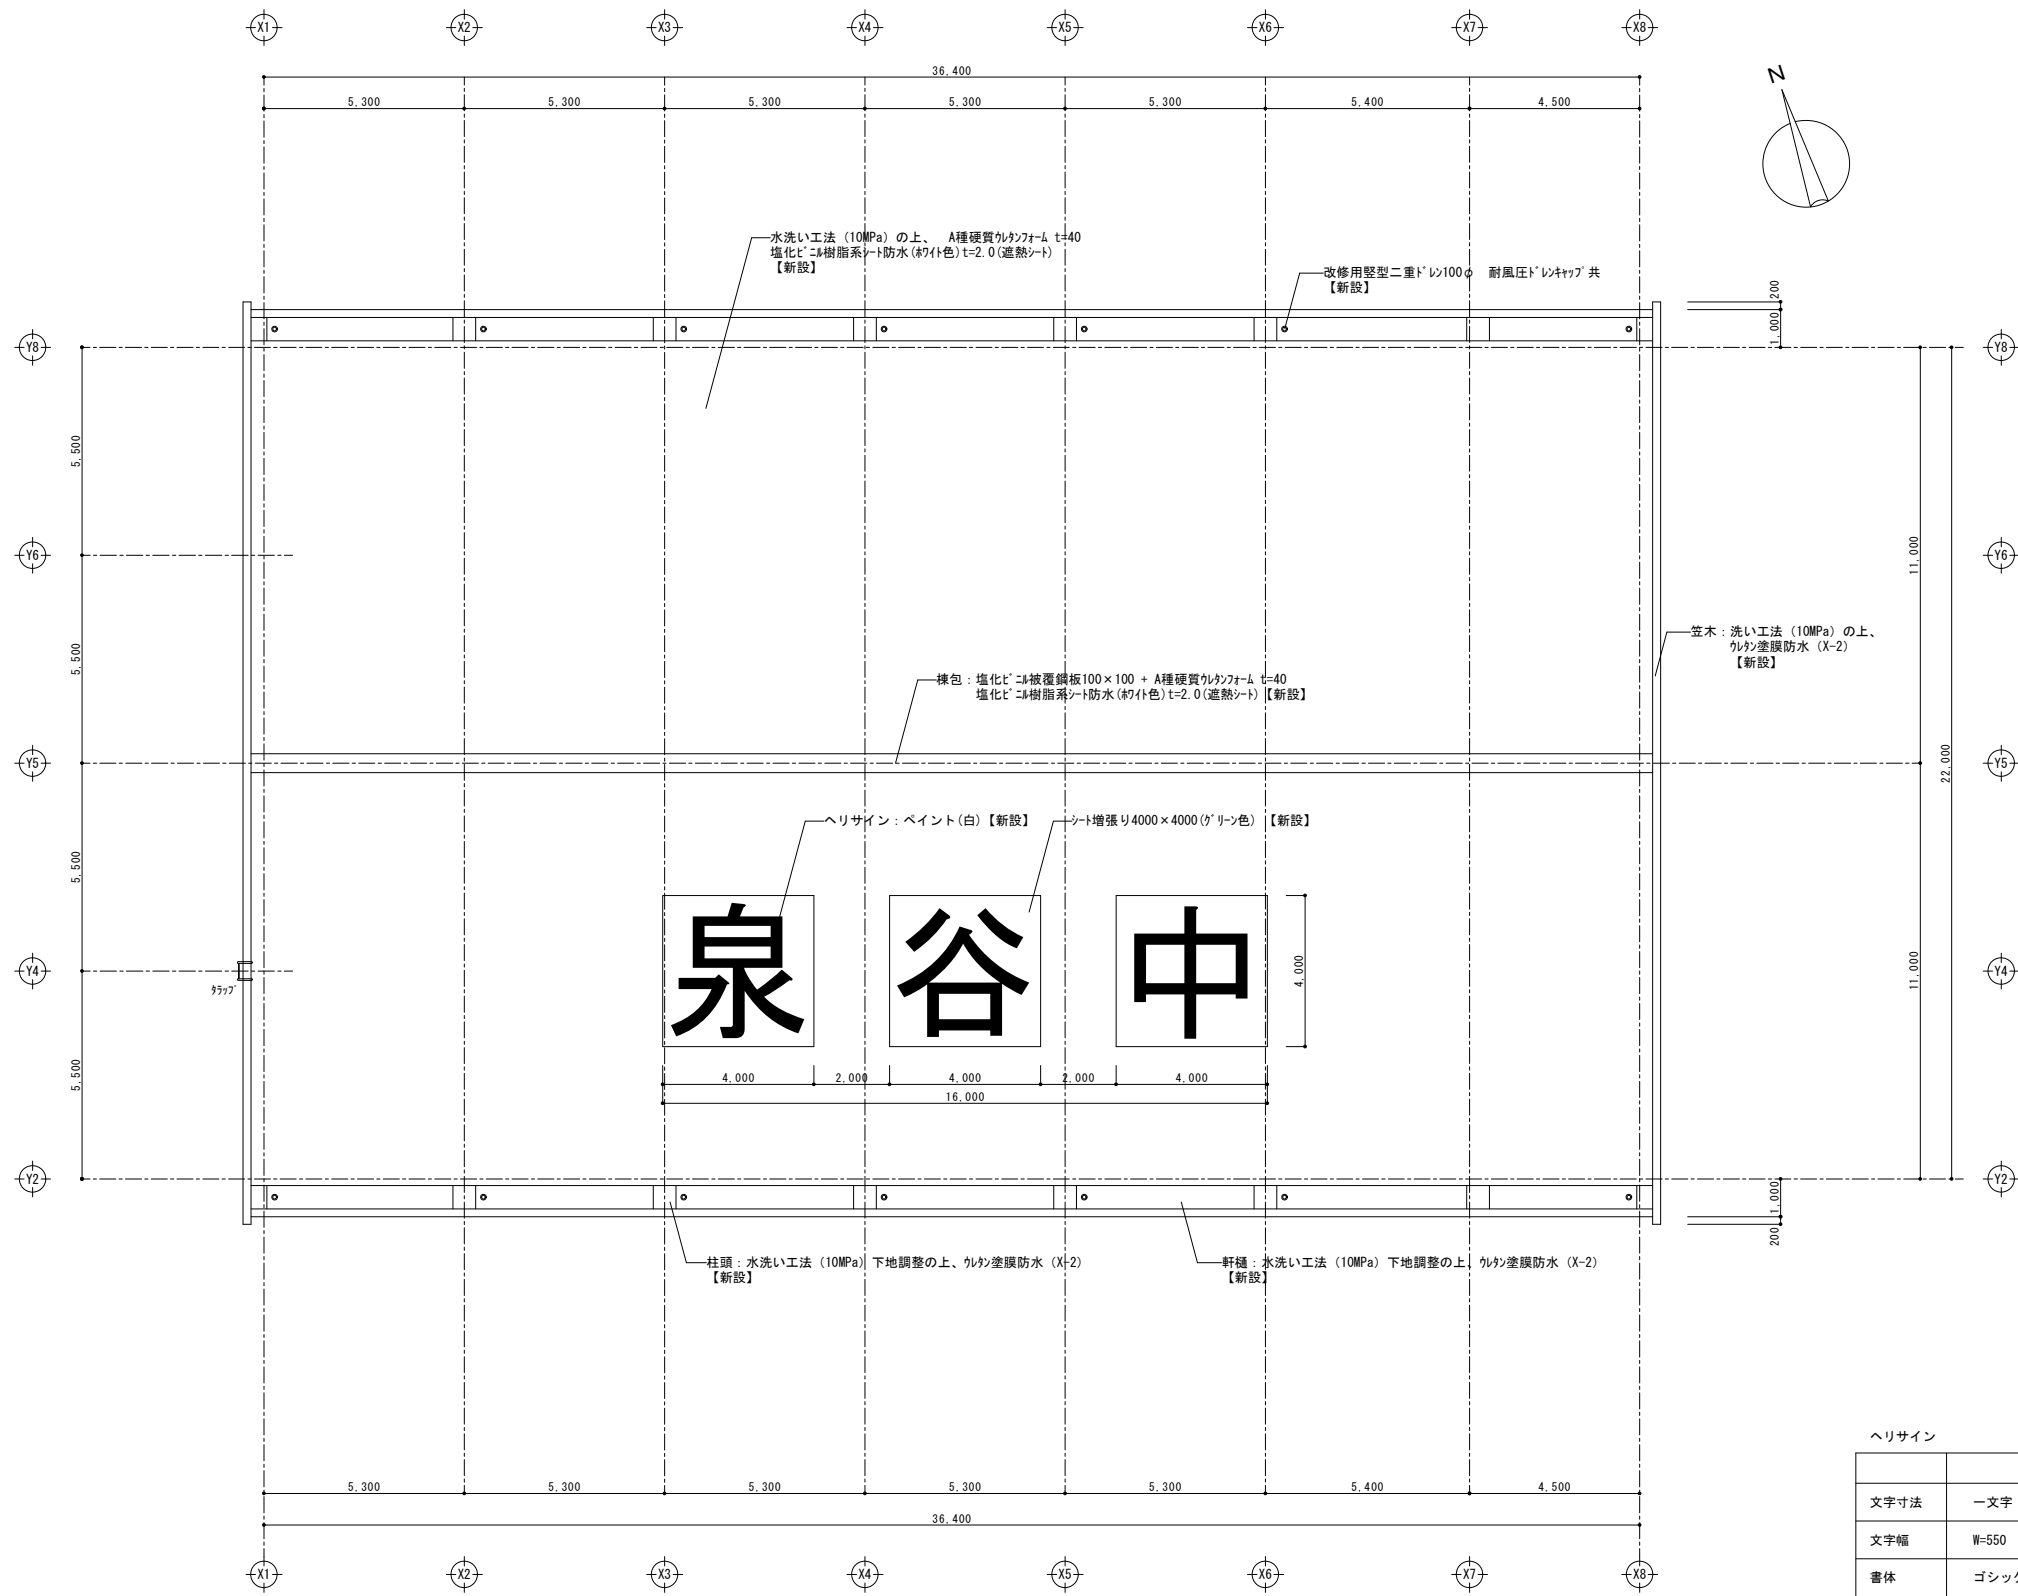 X1 X2 X3 X4 X5 X6 X7 X8
36,400
5,300 5,300 5,300 5,300 5,300 5,400 4,500
N
水洗い工法（10MPa）の上、 A種硬質ｳﾚﾀﾝﾌｫｰﾑ t=40
塩化ﾋﾞﾆﾙ樹脂系ｼｰﾄ防水(ﾎﾜｲﾄ色)t=2.0(遮熱ｼｰﾄ)
【新設】
改修用竪型二重ﾄﾞﾚﾝ100φ 耐風圧ﾄﾞﾚﾝｷｬｯﾌﾟ共
【新設】
200
1,000
Y8 Y8
5,500
Y6 Y6
11,000
笠木：洗い工法（10MPa）の上、
ｳﾚﾀﾝ塗膜防水（X-2）
【新設】
5,500
棟包：塩化ﾋﾞﾆﾙ被覆鋼板100×100 + A種硬質ｳﾚﾀﾝﾌｫｰﾑ t=40
塩化ﾋﾞﾆﾙ樹脂系ｼｰﾄ防水(ﾎﾜｲﾄ色)t=2.0(遮熱ｼｰﾄ)【新設】
Y5 Y5
22,000
ヘリサイン：ペイント(白)【新設】
ｼｰﾄ増張り4000×4000(ｸﾞﾘｰﾝ色) 【新設】
5,500
泉 谷 中
4,000
Y4 Y4
11,000
ﾀﾗｯﾌﾟ
5,500
4,000 2,000 4,000 2,000 4,000
16,000
Y2 Y2
1,000
200
柱頭：水洗い工法（10MPa）下地調整の上、ｳﾚﾀﾝ塗膜防水（X-2）
【新設】
軒樋：水洗い工法（10MPa）下地調整の上、ｳﾚﾀﾝ塗膜防水（X-2）
【新設】
ヘリサイン
文字寸法 一文字
文字幅 W=550
書体 ゴシック
5,300 5,300 5,300 5,300 5,300 5,400 4,500
36,400
X1 X2 X3 X4 X5 X6 X7 X8